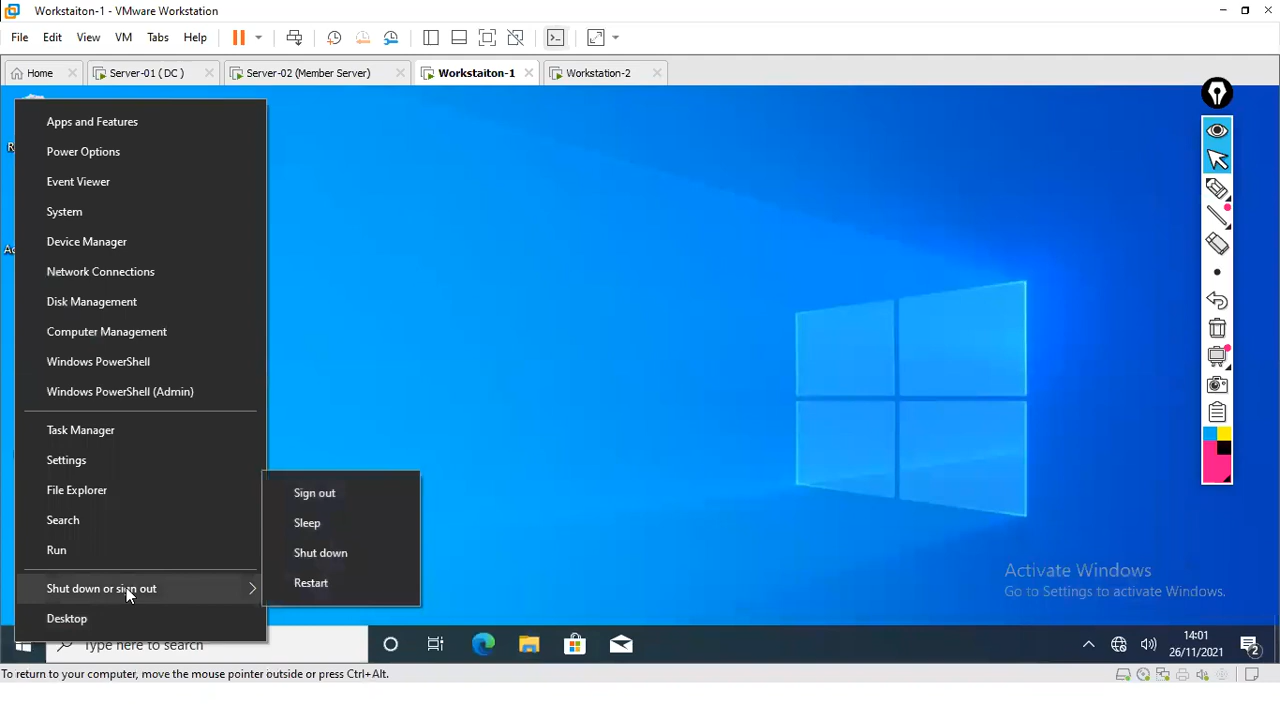 Workstaiton-1 - VMware Workstation
File Edit View VM Tabs Help
Home Server-01 ( DC ) Server-02 (Member Server) Workstaiton-1 Workstation-2
Apps and Features
Power Options
Event Viewer
System
Device Manager
Network Connections
Disk Management
Computer Management
Windows PowerShell
Windows PowerShell (Admin)
Task Manager
Settings
File Explorer
Search
Run
Shut down or sign out
Desktop
Sign out
Sleep
Shut down
Restart
Activate Windows
Go to Settings to activate Windows.
Type here to search
14:01
26/11/2021
2
To return to your computer, move the mouse pointer outside or press Ctrl+Alt.